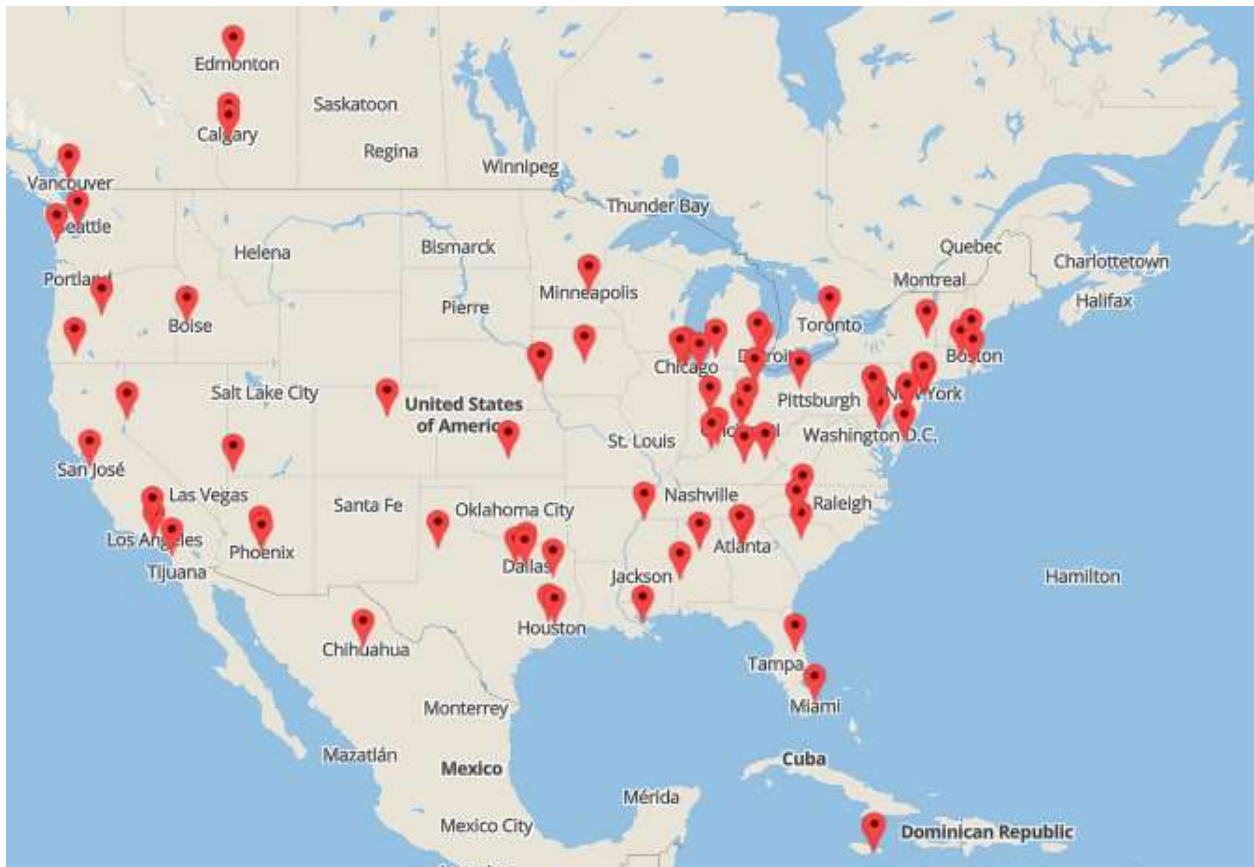 Edmonton
Saskatoon
Calgary
Regina
Winnipeg
Vancouver
Thunder Bay
Seattle
Quebec
Helena
Bismarck
Charlottetown
Portland
Montreal
Minneapolis
Halifax
Pierre
Boise
Toronto
Detroit
Boston
Chicago
Salt Lake City
New York
Pittsburgh
United States
of America
Cincinnati
Washington D.C.
St. Louis
San José
Las Vegas
Nashville
Santa Fe
Raleigh
Oklahoma City
Los Angeles
Atlanta
Phoenix
Dallas
Tijuana
Jackson
Hamilton
Houston
Chihuahua
Tampa
Miami
Monterrey
Mazatlán
Cuba
Mexico
Mérida
Mexico City
Dominican Republic